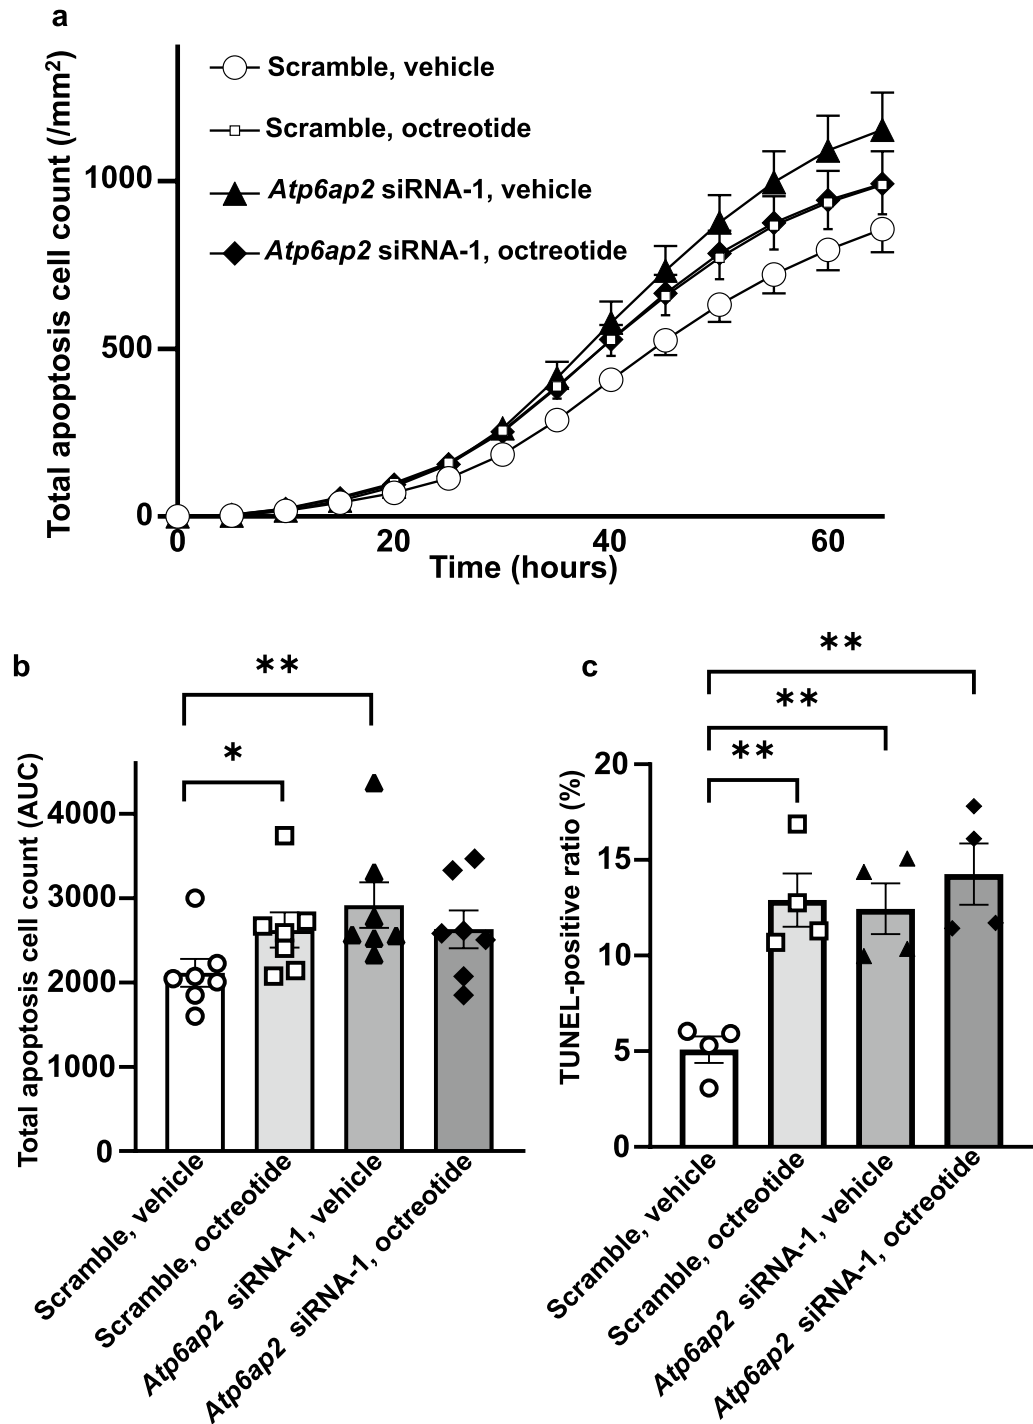 a
Total apoptosis cell count (/mm²)
Scramble, vehicle
Scramble, octreotide
Atp6ap2 siRNA-1, vehicle
Atp6ap2 siRNA-1, octreotide
1000
500
0
0 20 40 60
Time (hours)
b
**
*
Total apoptosis cell count (AUC)
4000
3000
2000
1000
0
Scramble, vehicle
Scramble, octreotide
Atp6ap2 siRNA-1, vehicle
Atp6ap2 siRNA-1, octreotide
c
**
**
**
TUNEL-positive ratio (%)
20
15
10
5
0
Scramble, vehicle
Scramble, octreotide
Atp6ap2 siRNA-1, vehicle
Atp6ap2 siRNA-1, octreotide